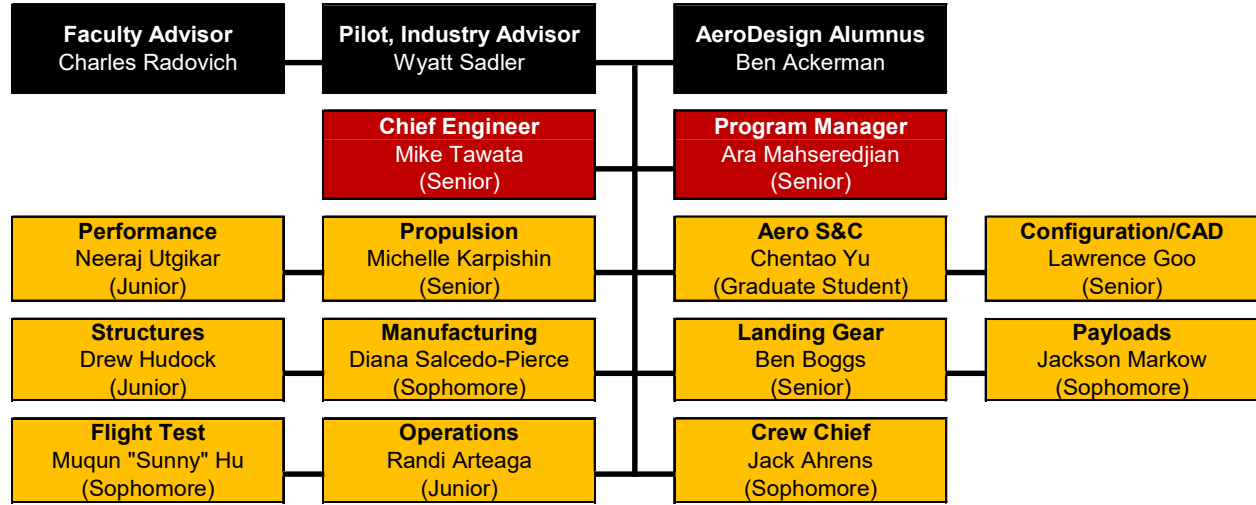 Faculty Advisor
Charles Radovich
Pilot, Industry Advisor
Wyatt Sadler
AeroDesign Alumnus
Ben Ackerman
Chief Engineer
Mike Tawata
(Senior)
Program Manager
Ara Mahseredjian
(Senior)
Performance
Neeraj Utgikar
(Junior)
Propulsion
Michelle Karpishin
(Senior)
Aero S&C
Chentao Yu
(Graduate Student)
Configuration/CAD
Lawrence Goo
(Senior)
Structures
Drew Hudock
(Junior)
Manufacturing
Diana Salcedo-Pierce
(Sophomore)
Landing Gear
Ben Boggs
(Senior)
Payloads
Jackson Markow
(Sophomore)
Flight Test
Muqun "Sunny" Hu
(Sophomore)
Operations
Randi Arteaga
(Junior)
Crew Chief
Jack Ahrens
(Sophomore)